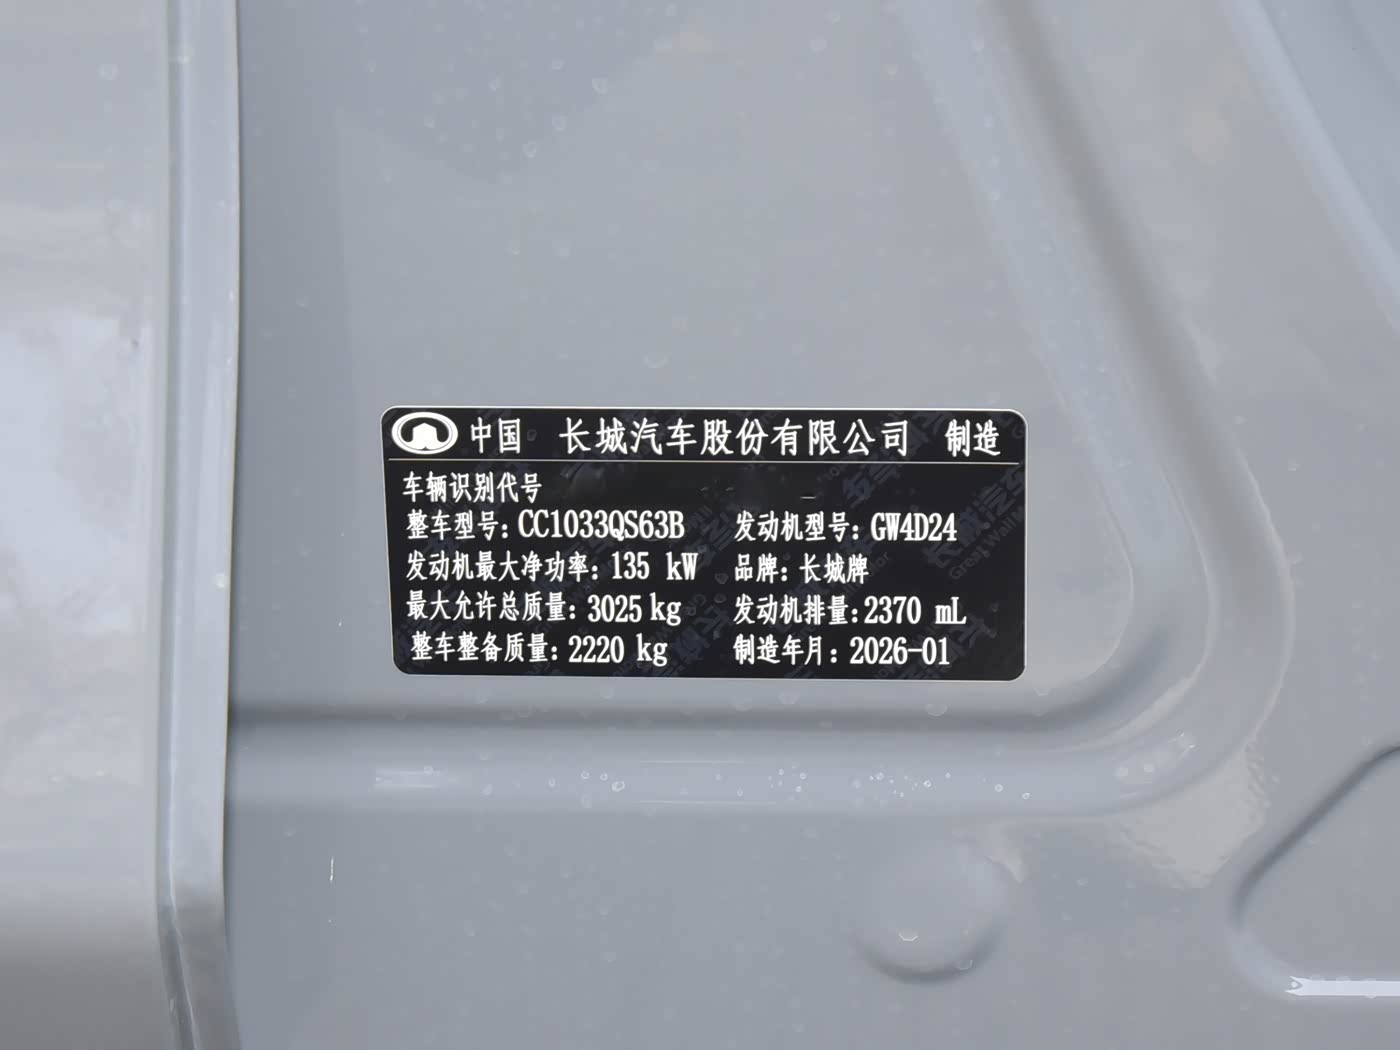 中国 长城汽车股份有限公司 制造
车辆识别代号
整车型号: CC1033QS63B 发动机型号: GW4D24
发动机最大净功率: 135 kW 品牌: 长城牌
最大允许总质量: 3025 kg 发动机排量: 2370 mL
整车整备质量: 2220 kg 制造年月: 2026-01